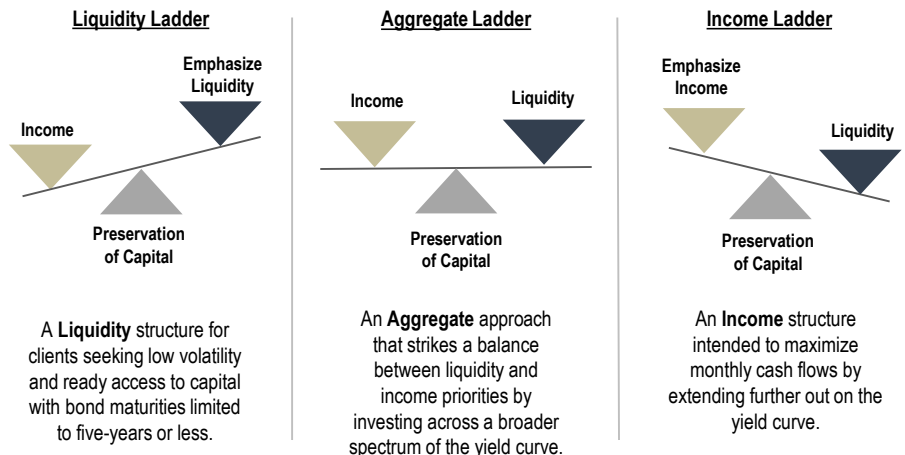 Liquidity Ladder
Emphasize
Liquidity
Income
Preservation
of Capital
A Liquidity structure for
clients seeking low volatility
and ready access to capital
with bond maturities limited
to five-years or less.
Aggregate Ladder
Income
Liquidity
Preservation
of Capital
An Aggregate approach
that strikes a balance
between liquidity and
income priorities by
investing across a broader
spectrum of the yield curve.
Income Ladder
Emphasize
Income
Liquidity
Preservation
of Capital
An Income structure
intended to maximize
monthly cash flows by
extending further out on the
yield curve.